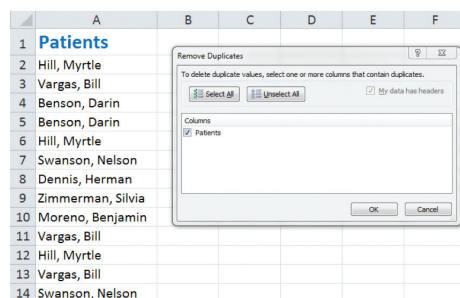 A B C D E F
1 Patients
2 Hill, Myrtle
3 Vargas, Bill
4 Benson, Darin
5 Benson, Darin
6 Hill, Myrtle
7 Swanson, Nelson
8 Dennis, Herman
9 Zimmerman, Silvia
10 Moreno, Benjamin
11 Vargas, Bill
12 Hill, Myrtle
13 Vargas, Bill
14 Swanson, Nelson
Remove Duplicates
To delete duplicate values, select one or more columns that contain duplicates.
Select All Unselect All My data has headers
Columns
Patients
OK Cancel